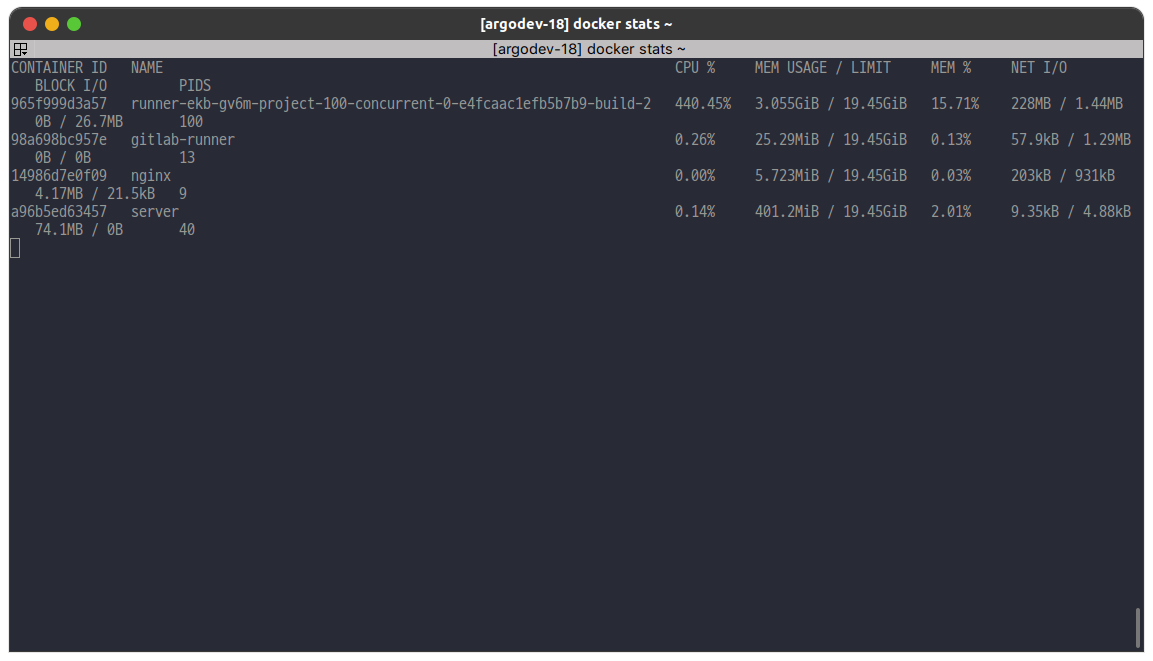 [argodev-18] docker stats ~
[argodev-18] docker stats ~
CONTAINER ID   NAME                                                                CPU %     MEM USAGE / LIMIT     MEM %     NET I/O
   BLOCK I/O         PIDS
965f999d3a57   runner-ekb-gv6m-project-100-concurrent-0-e4fcaac1efb5b7b9-build-2   440.45%   3.055GiB / 19.45GiB   15.71%    228MB / 1.44MB
   0B / 26.7MB       100
98a698bc957e   gitlab-runner                                                       0.26%     25.29MiB / 19.45GiB   0.13%     57.9kB / 1.29MB
   0B / 0B           13
14986d7e0f09   nginx                                                               0.00%     5.723MiB / 19.45GiB   0.03%     203kB / 931kB
   4.17MB / 21.5kB   9
a96b5ed63457   server                                                              0.14%     401.2MiB / 19.45GiB   2.01%     9.35kB / 4.88kB
   74.1MB / 0B       40